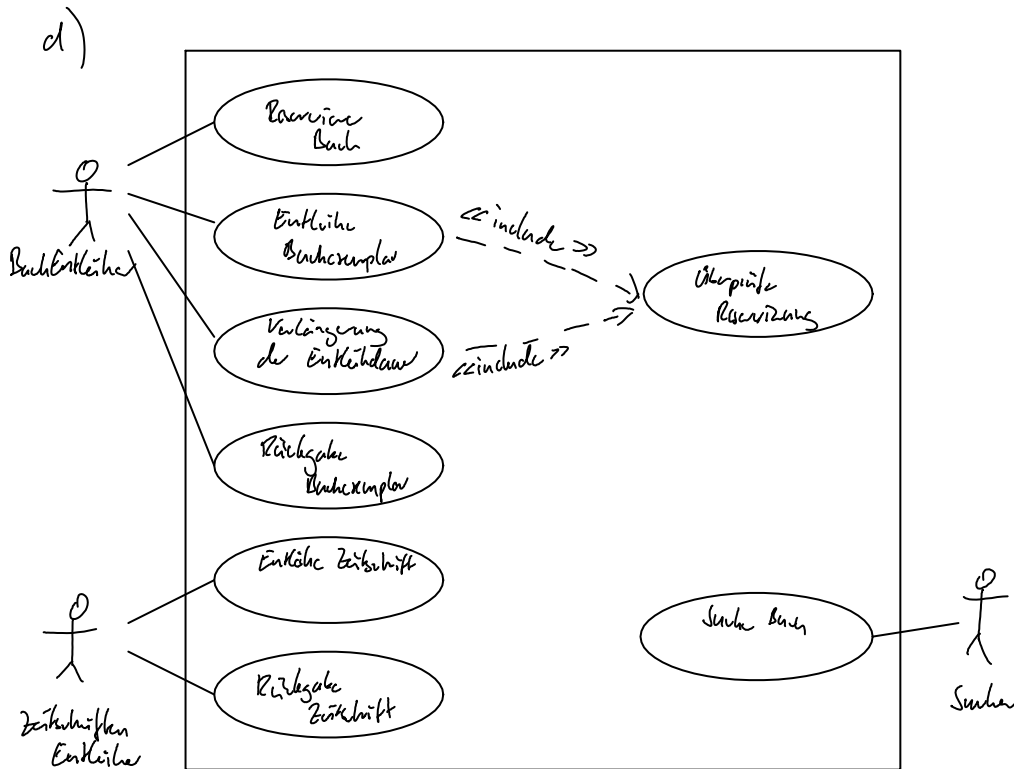 d)
Reserviere
Buch
BuchEntleiher
Entleihe
Buchexemplar
<<include>>
Überprüfe
Reservierung
Verlängerung
der Entleihdauer
<<include>>
Rückgabe
Buchexemplar
Entleihe Zeitschrift
Zeitschriften
Entleiher
Rückgabe
Zeitschrift
Suche Buch
Sucher